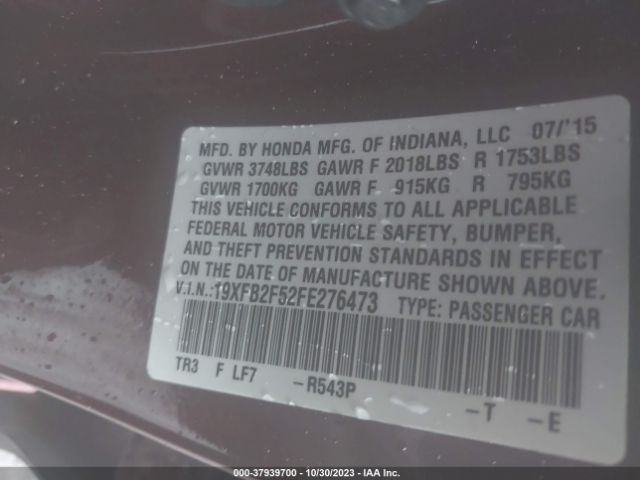 MFD. BY HONDA MFG. OF INDIANA, LLC 07/'15
GVWR 3748LBS GAWR F 2018LBS R 1753LBS
GVWR 1700KG GAWR F 915KG R 795KG
THIS VEHICLE CONFORMS TO ALL APPLICABLE
FEDERAL MOTOR VEHICLE SAFETY, BUMPER,
AND THEFT PREVENTION STANDARDS IN EFFECT
ON THE DATE OF MANUFACTURE SHOWN ABOVE.
V.I.N.:19XFB2F52FE276473 TYPE: PASSENGER CAR
TR3 F LF7 -R543P -T -E
000-37939700 - 10/30/2023 - IAA Inc.